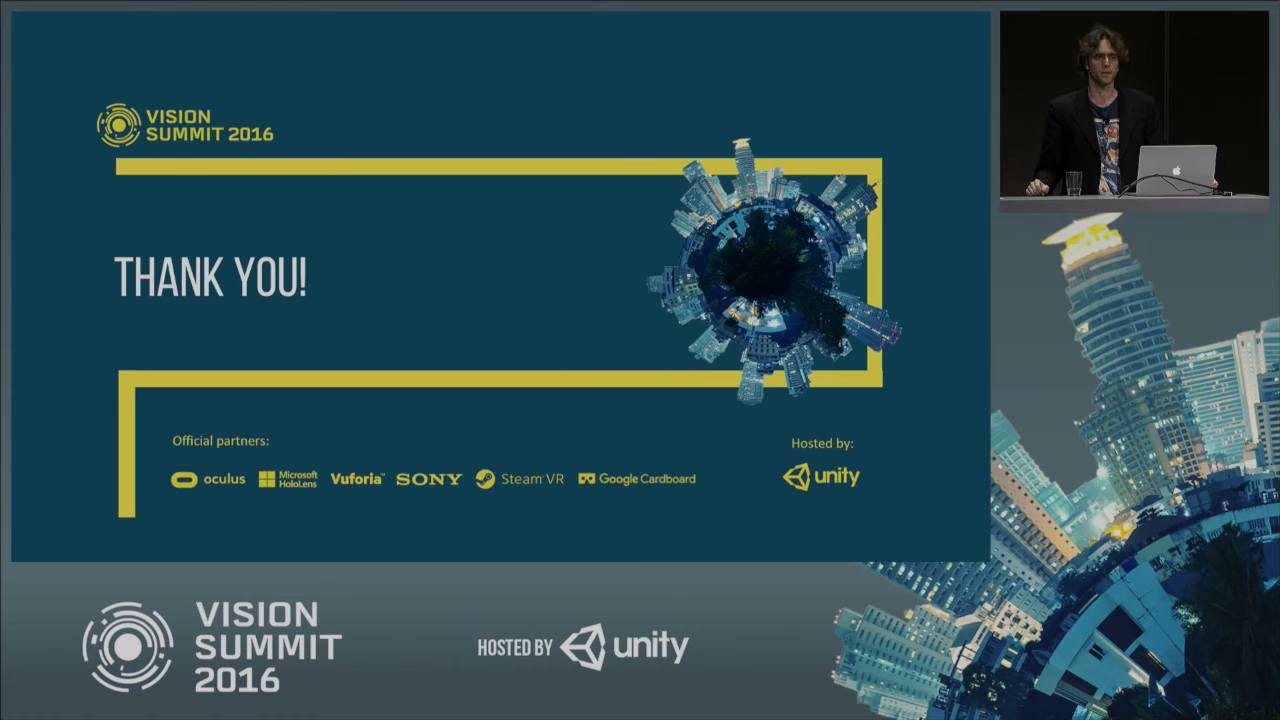 VISION
SUMMIT 2016
THANK YOU!
Official partners:
oculus
Microsoft
HoloLens
Vuforia™
SONY
Steam®VR
Google Cardboard
Hosted by:
unity
VISION
SUMMIT
2016
HOSTED BY unity